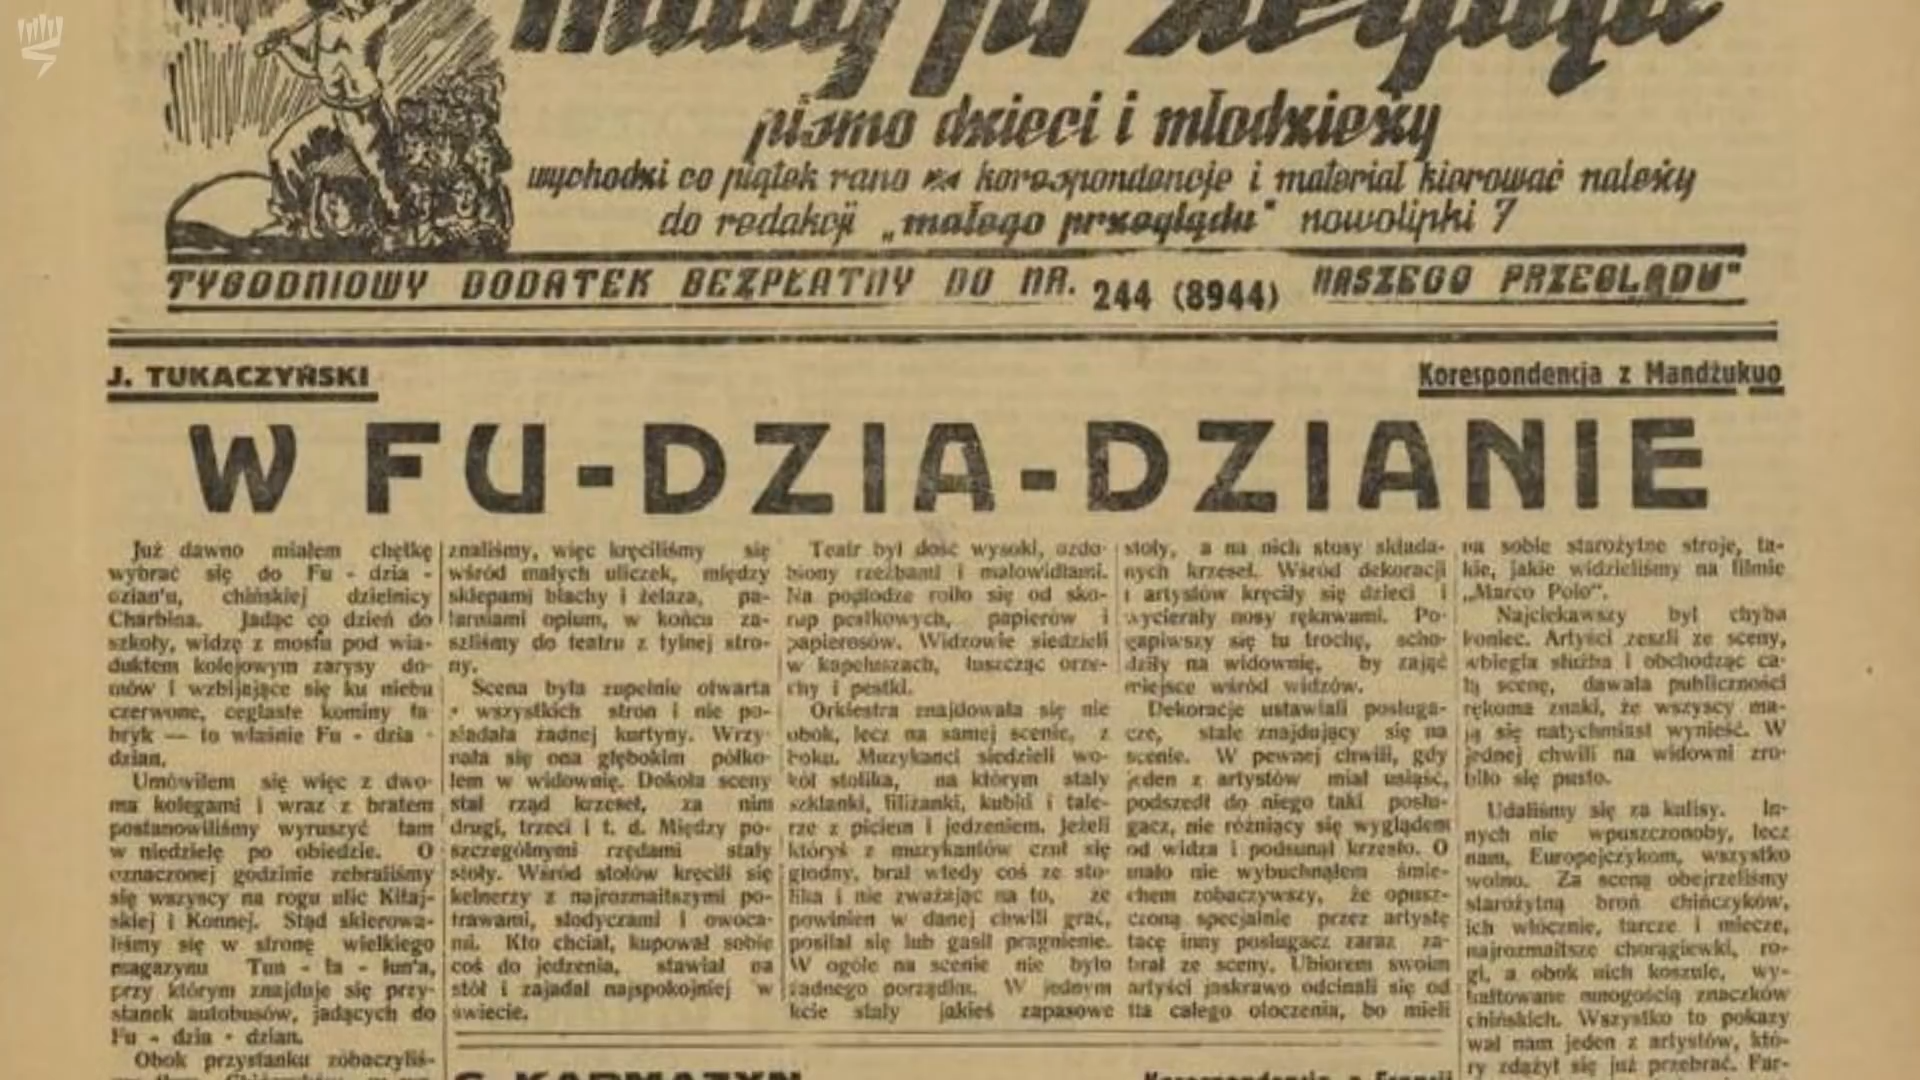 mały przegląd
pismo dzieci i młodzieży
wychodzi co piątek rano korespondencje i materiał kierować należy
do redakcji „małego przeglądu" nowolipki 7
TYGODNIOWY DODATEK BEZPŁATNY DO NR. 244 (8944) NASZEGO PRZEGLĄDU"
J. TUKACZYŃSKI
Korespondencja z Mandżukuo
W FU-DZIA-DZIANIE
Już dawno miałem chętkę
wybrać się do Fu - dzia -
dzian'u, chińskiej dzielnicy
Charbina. Jadąc co dzień do
szkoły, widzę z mostu pod wia-
duktem kolejowym zarysy do-
mów i wzbijające się ku niebu
czerwone, ceglaste kominy fa-
bryk — to właśnie Fu - dzia -
dzian.
Umówiłem się więc z dwo-
ma kolegami i wraz z bratem
postanowiliśmy wyruszyć tam
w niedzielę po obiedzie. O
oznaczonej godzinie zebraliśmy
się wszyscy na rogu ulic Kitaj-
skiej i Konnej. Stąd skierowa-
liśmy się w stronę wielkiego
magazynu Tun - fa - lun'a,
przy którym znajduje się przy-
stanek autobusów, jadących do
Fu - dzia - dzian.
Obok przystanku zobaczyliś-
znaliśmy, więc kręciliśmy się
wśród małych uliczek, między
sklepami blachy i żelaza, pa-
larniami opium, w końcu za-
szliśmy do teatru z tylnej stro-
ny.
Scena była zupełnie otwarta
z wszystkich stron i nie po-
siadała żadnej kurtyny. Wrzy-
nała się ona głębokim półko-
lem w widownię. Dokoła sceny
stał rząd krzeseł, za nim
drugi, trzeci i t. d. Między po-
szczególnymi rzędami stały
stoły. Wśród stołów kręcili się
kelnerzy z najrozmaitszymi po-
trawami, słodyczami i owoca-
mi. Kto chciał, kupował sobie
coś do jedzenia, stawiał na
stół i zajadał najspokojniej w
świecie.
Teatr był dość wysoki, ozdo-
biony rzeźbami i malowidłami.
Na podłodze roiło się od sko-
rup pestkowych, papierów i
papierosów. Widzowie siedzieli
w kapeluszach, łuszcząc orze-
chy i pestki.
Orkiestra znajdowała się nie
obok, lecz na samej scenie, z
boku. Muzykanci siedzieli wo-
kół stolika, na którym stały
szklanki, filiżanki, kubki i tale-
rze z piciem i jedzeniem. Jeżeli
któryś z muzykantów czuł się
głodny, brał wtedy coś ze sto-
lika i nie zważając na to, że
powinien w danej chwili grać,
posilał się lub gasił pragnienie.
W ogóle na scenie nie było
żadnego porządku. W jednym
kcie stały jakieś zapasowe
stoły, a na nich stosy składa-
nych krzeseł. Wśród dekoracji
i artystów kręciły się dzieci i
wycierały nosy rękawami. Po-
gapiwszy się tu trochę, scho-
dziły na widownię, by zająć
miejsce wśród widzów.
Dekoracje ustawiali posługa-
cze, stale znajdujący się na
scenie. W pewnej chwili, gdy
jeden z artystów miał usiąść,
podszedł do niego taki posłu-
gacz, nie różniący się wyglądem
od widza i podsunął krzesło. O
mało nie wybuchnąłem śmie-
chem zobaczywszy, że opusz-
czoną specjalnie przez artystę
tacę inny posługacz zaraz za-
brał ze sceny. Ubiorem swoim
artyści jaskrawo odcinali się od
tła całego otoczenia, bo mieli
na sobie starożytne stroje, ta-
kie, jakie widzieliśmy na filmie
„Marco Polo".
Najciekawszy był chyba
koniec. Artyści zeszli ze sceny,
wbiegła służba i obchodząc ca-
łą scenę, dawała publiczności
rękoma znaki, że wszyscy ma-
ją się natychmiast wynieść. W
jednej chwili na widowni zro-
biło się pusto.
Udaliśmy się za kulisy. In-
nych nie wpuszczonoby, lecz
nam, Europejczykom, wszystko
wolno. Za sceną obejrzeliśmy
starożytną broń chińczyków,
ich włócznie, tarcze i miecze,
najrozmaitsze chorągiewki, ro-
gi, a obok nich koszule, wy-
haftowane mnogością znaczków
chińskich. Wszystko to pokazy
wał nam jeden z artystów, któ-
ry zdążył się już przebrać. Far-
KARMAZYN
Korespondencja z Francji